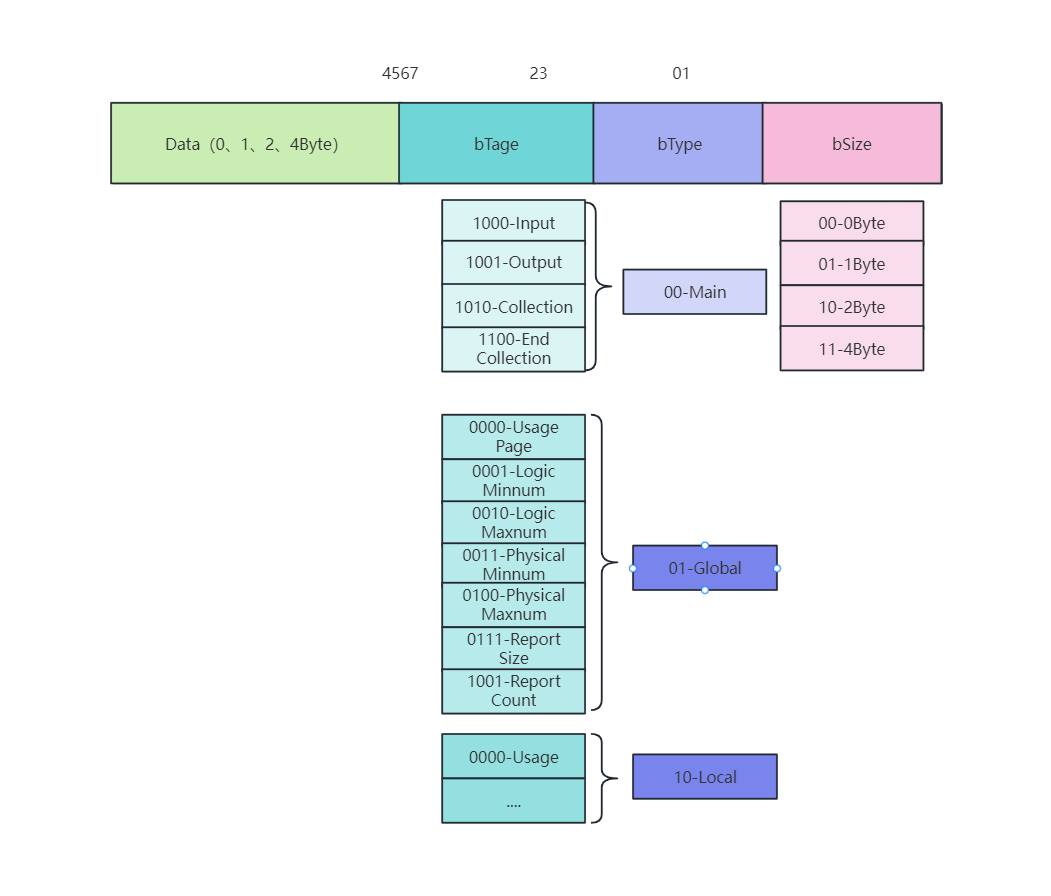 4567 23 01
Data（0、1、2、4Byte） bTage bType bSize
1000-Input
1001-Output
1010-Collection
1100-End
Collection
00-Main
00-0Byte
01-1Byte
10-2Byte
11-4Byte
0000-Usage
Page
0001-Logic
Minnum
0010-Logic
Maxnum
0011-Physical
Minnum
0100-Physical
Maxnum
0111-Report
Size
1001-Report
Count
01-Global
0000-Usage
....
10-Local